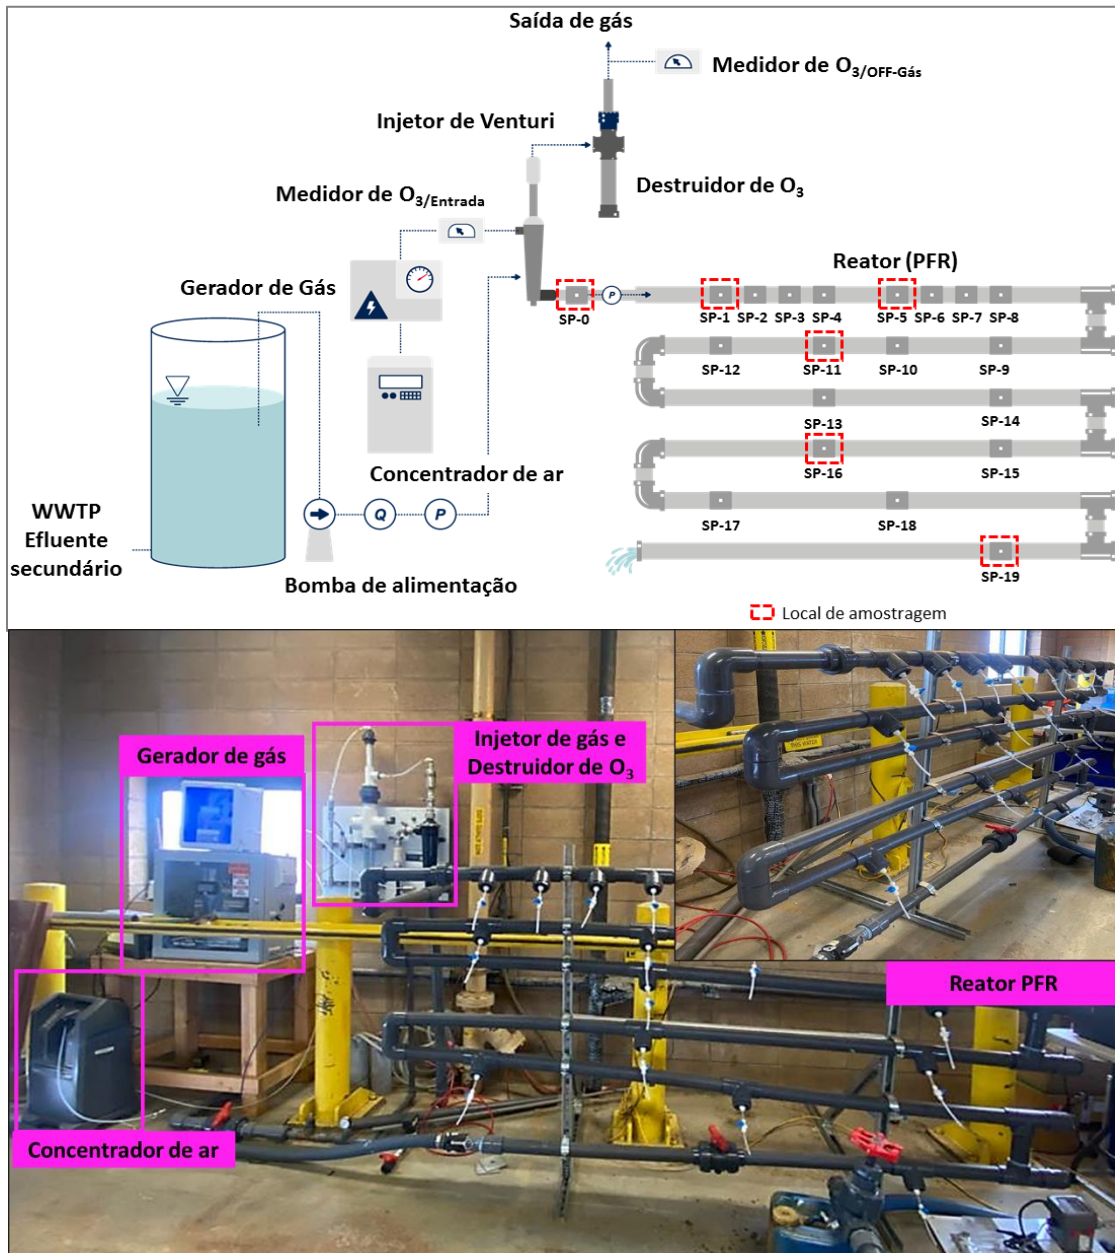 Saída de gás
Medidor de O3/OFF-Gás
Injetor de Venturi
Destruidor de O3
Medidor de O3/Entrada
Reator (PFR)
Gerador de Gás
P
SP-0
SP-1 SP-2 SP-3 SP-4 SP-5 SP-6 SP-7 SP-8
SP-12 SP-11 SP-10 SP-9
SP-13 SP-14
Concentrador de ar
SP-16 SP-15
Q P
WWTP
Efluente
secundário
SP-17 SP-18
Bomba de alimentação
SP-19
Local de amostragem
Gerador de gás
Injetor de gás e
Destruidor de O3
Reator PFR
Concentrador de ar